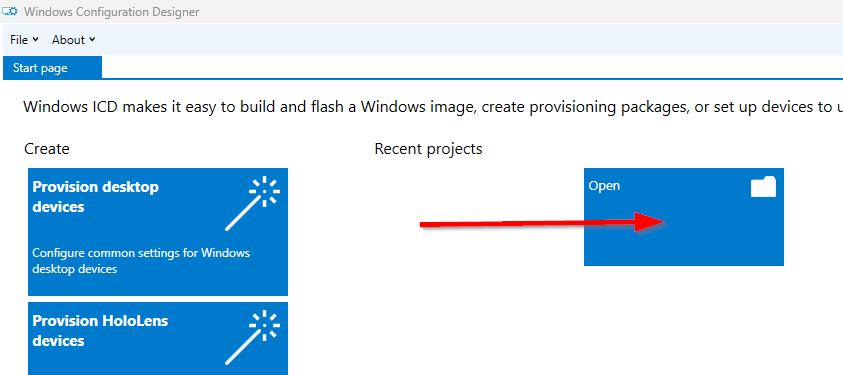 Windows Configuration Designer
File About
Start page
Windows ICD makes it easy to build and flash a Windows image, create provisioning packages, or set up devices to u
Create
Recent projects
Provision desktop
devices
Configure common settings for Windows
desktop devices
Open
Provision HoloLens
devices